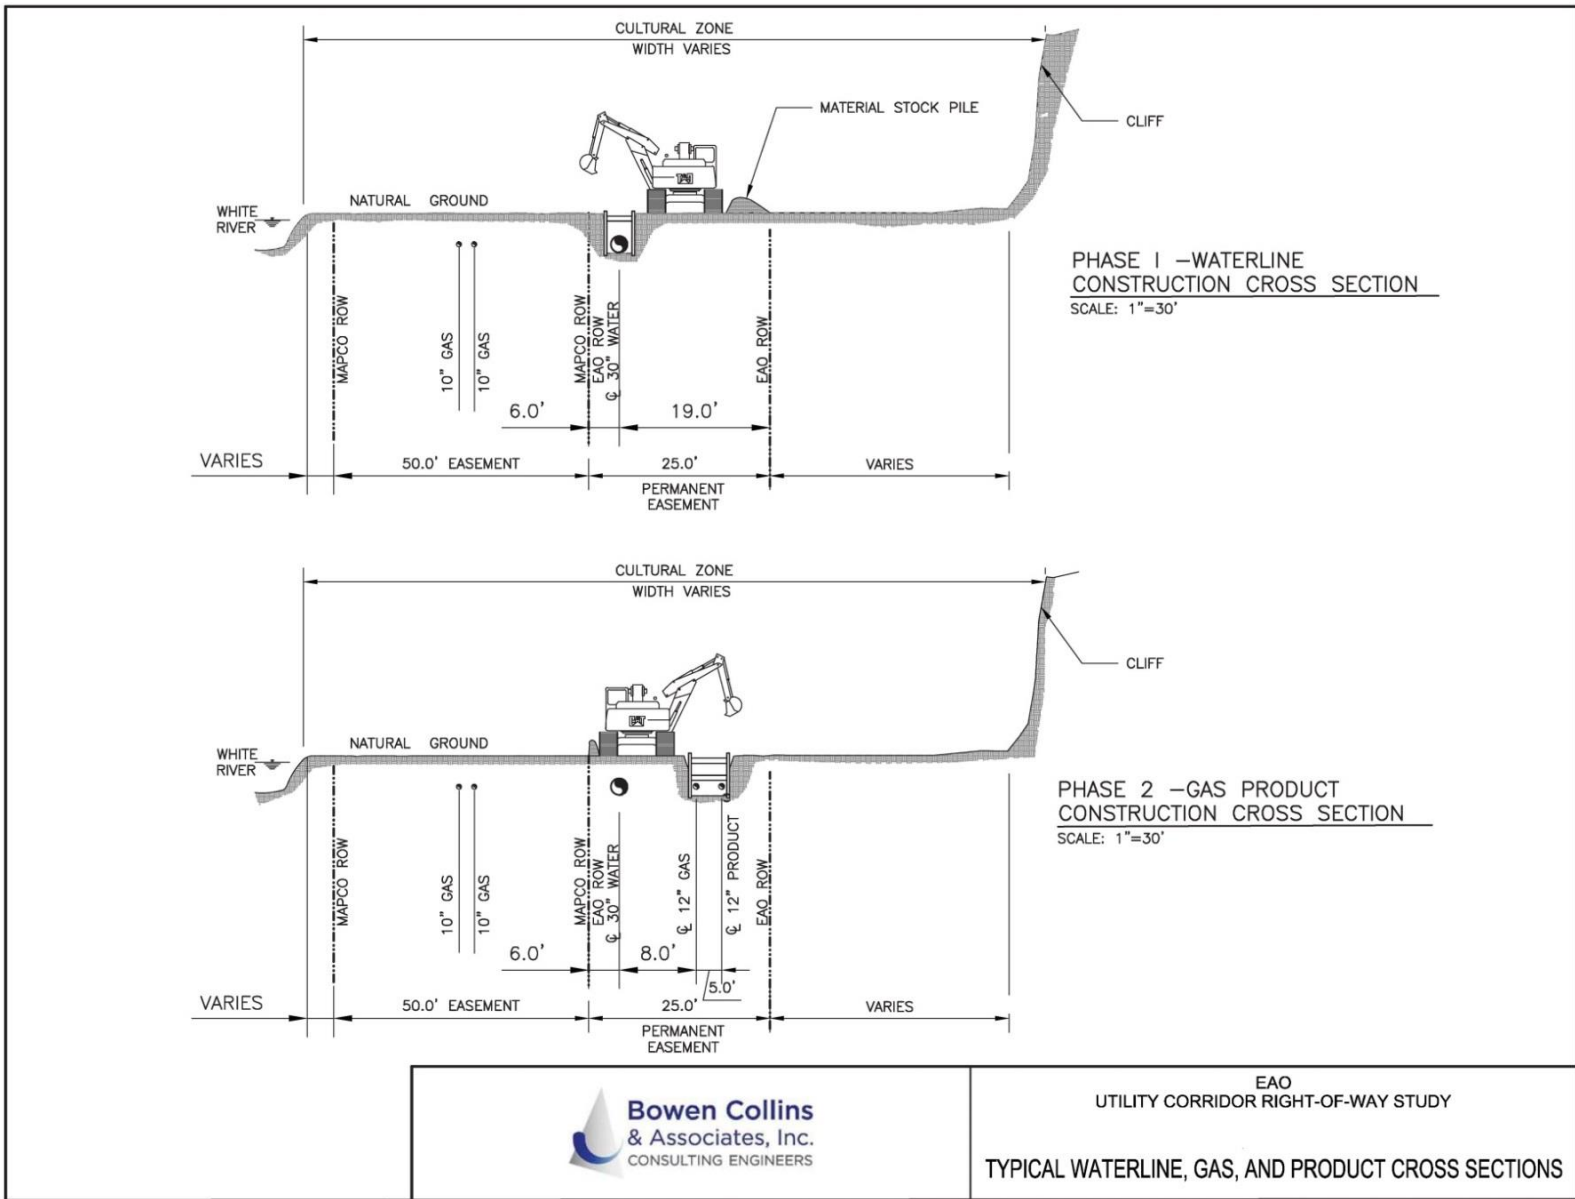 CULTURAL ZONE
WIDTH VARIES
MATERIAL STOCK PILE
CLIFF
WHITE
RIVER
NATURAL GROUND
PHASE I -WATERLINE
CONSTRUCTION CROSS SECTION
SCALE: 1"=30'
MAPCO ROW
10" GAS
10" GAS
MAPCO ROW
EAO ROW
℄ 30" WATER
EAO ROW
6.0'
19.0'
VARIES
50.0' EASEMENT
25.0'
VARIES
PERMANENT
EASEMENT
CULTURAL ZONE
WIDTH VARIES
CLIFF
WHITE
RIVER
NATURAL GROUND
PHASE 2 -GAS PRODUCT
CONSTRUCTION CROSS SECTION
SCALE: 1"=30'
MAPCO ROW
10" GAS
10" GAS
MAPCO ROW
EAO ROW
℄ 30" WATER
℄ 12" GAS
℄ 12" PRODUCT
EAO ROW
6.0'
8.0'
5.0'
VARIES
50.0' EASEMENT
25.0'
VARIES
PERMANENT
EASEMENT
Bowen Collins
& Associates, Inc.
CONSULTING ENGINEERS
EAO
UTILITY CORRIDOR RIGHT-OF-WAY STUDY
TYPICAL WATERLINE, GAS, AND PRODUCT CROSS SECTIONS